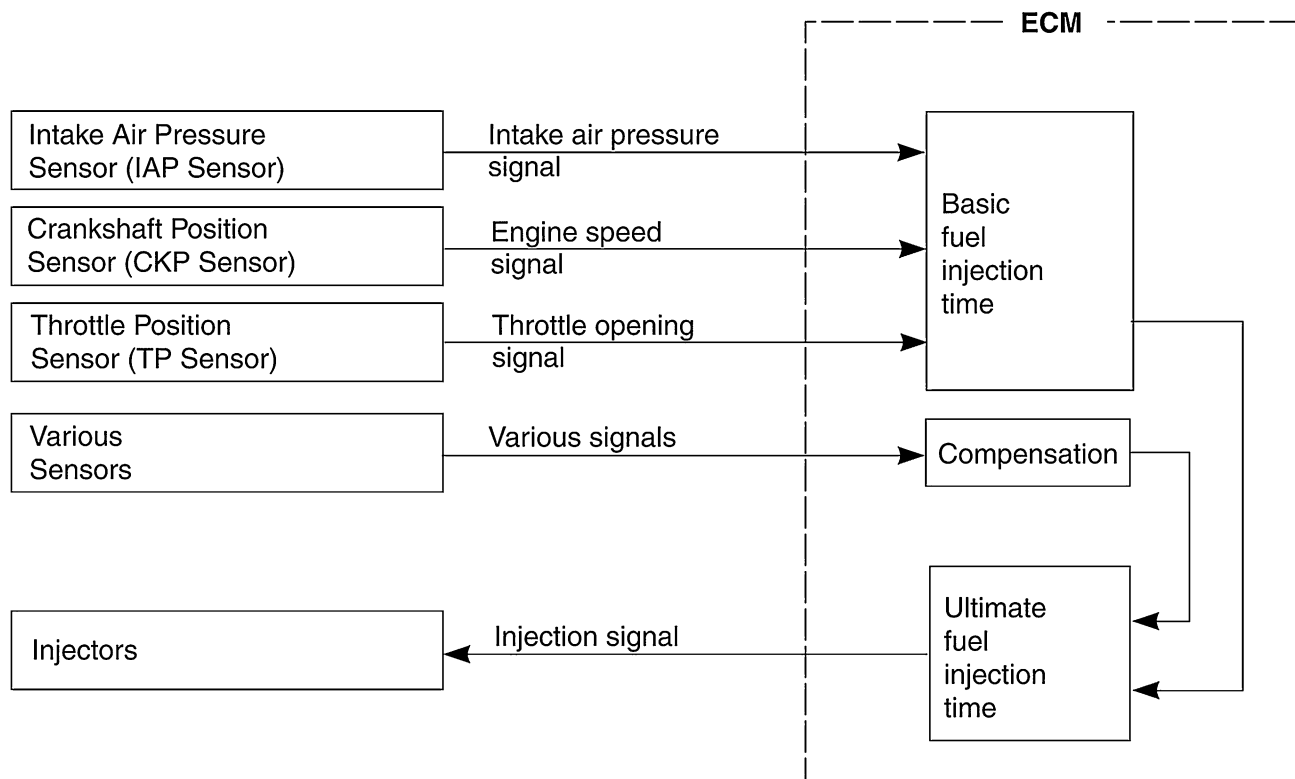 ECM
Intake Air Pressure
Sensor (IAP Sensor)
Intake air pressure
signal
Crankshaft Position
Sensor (CKP Sensor)
Engine speed
signal
Throttle Position
Sensor (TP Sensor)
Throttle opening
signal
Basic
fuel
injection
time
Various
Sensors
Various signals
Compensation
Injectors
Injection signal
Ultimate
fuel
injection
time